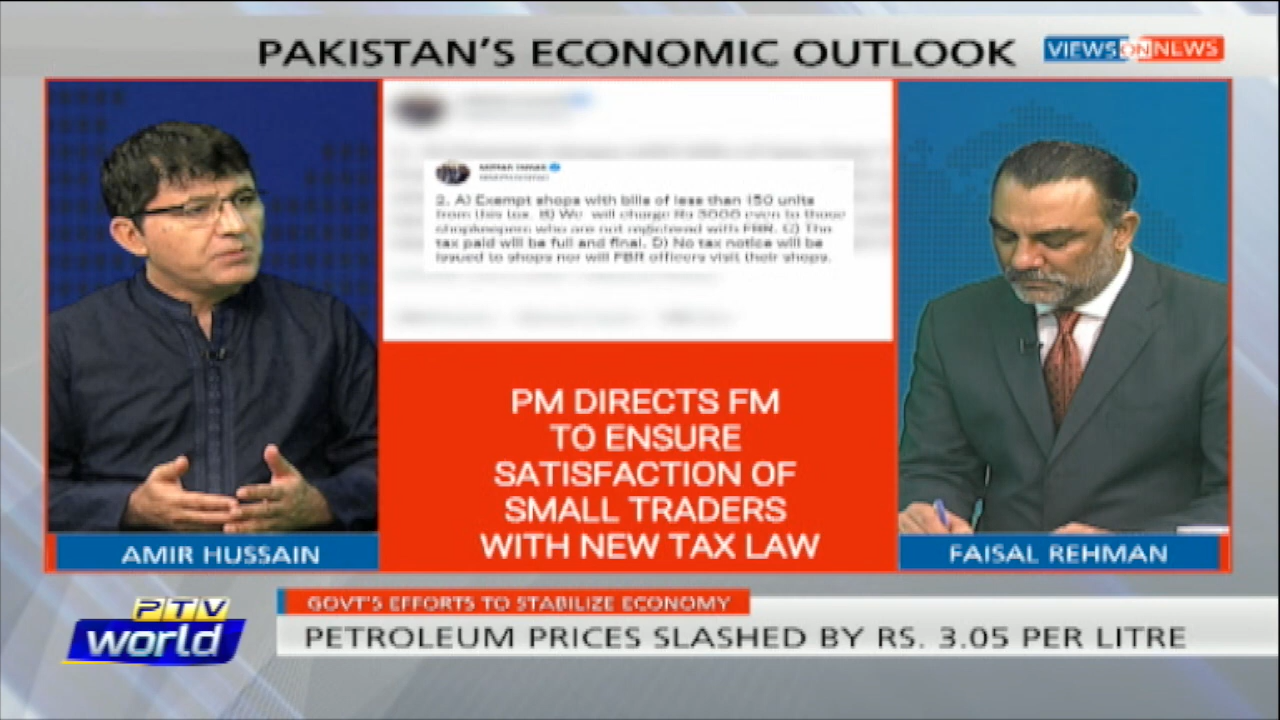 PAKISTAN'S ECONOMIC OUTLOOK
VIEWS ON NEWS
2. A) Exempt shops with bills of less than 150 units
from this tax. B) We will charge Rs 3000 even to those
shopkeepers who are not registered with FBR. C) The
tax paid will be full and final. D) No tax notice will be
issued to shops nor will FBR officers visit their shops.
PM DIRECTS FM
TO ENSURE
SATISFACTION OF
SMALL TRADERS
WITH NEW TAX LAW
AMIR HUSSAIN
FAISAL REHMAN
PTV
world
GOVT'S EFFORTS TO STABILIZE ECONOMY
PETROLEUM PRICES SLASHED BY RS. 3.05 PER LITRE